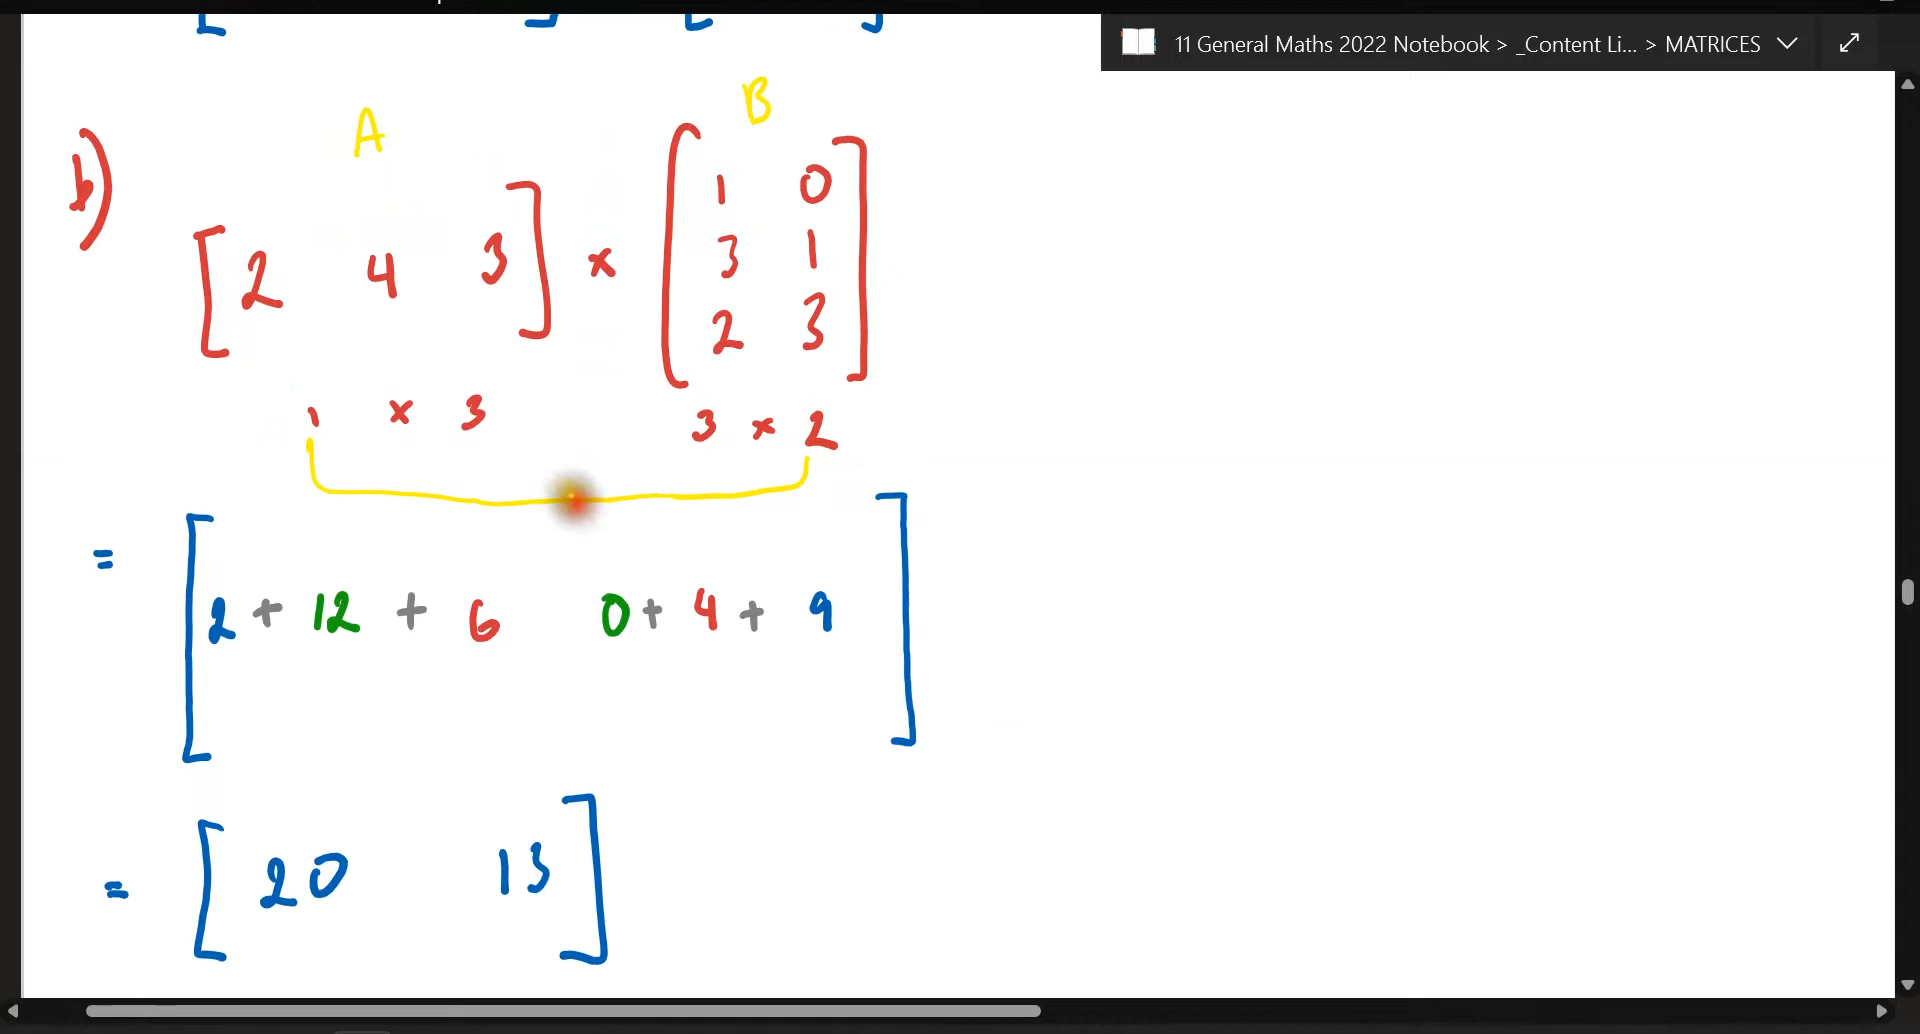 11 General Maths 2022 Notebook > _Content Li... > MATRICES
A B
b) [2 4 3] × [1 0
3 1
2 3]
1 × 3 3 × 2
= [2 + 12 + 6 0 + 4 + 9]
= [20 13]